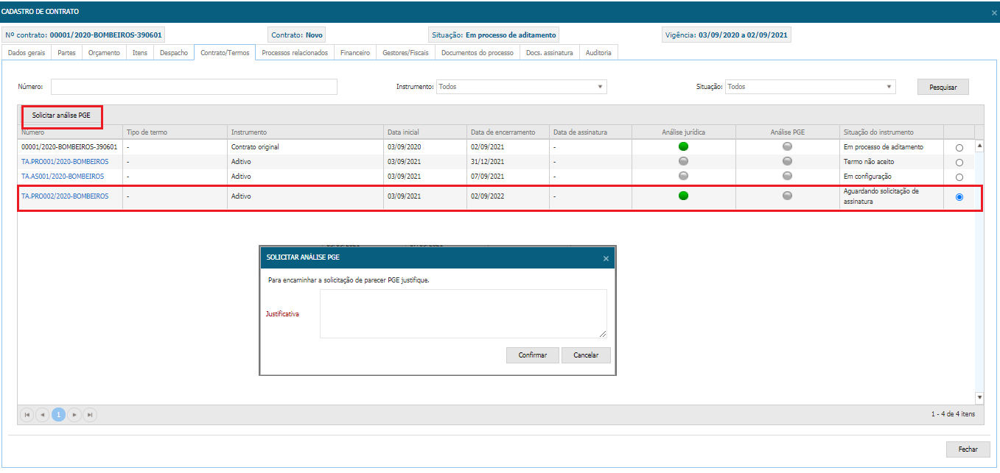 CADASTRO DE CONTRATO
Nº contrato: 00001/2020-BOMBEIROS-390601 Contrato: Novo Situação: Em processo de aditamento Vigência: 03/09/2020 a 02/09/2021
Dados gerais Partes Orçamento Itens Despacho Contrato/Termos Processos relacionados Financeiro Gestores/Fiscais Documentos do processo Docs. assinatura Auditoria
Número: Instrumento: Todos Situação: Todos Pesquisar
Solicitar análise PGE
Número Tipo de termo Instrumento Data inicial Data de encerramento Data de assinatura Análise jurídica Análise PGE Situação do instrumento
00001/2020-BOMBEIROS-390601 - Contrato original 03/09/2020 02/09/2021 - Em processo de aditamento
TA.PRO001/2020-BOMBEIROS - Aditivo 03/09/2021 31/12/2021 - Termo não aceito
TA.AS001/2020-BOMBEIROS - Aditivo 03/09/2021 07/09/2021 - Em configuração
TA.PRO002/2020-BOMBEIROS - Aditivo 03/09/2021 02/09/2022 - Aguardando solicitação de
assinatura
SOLICITAR ANÁLISE PGE
Para encaminhar a solicitação de parecer PGE justifique.
Justificativa
Confirmar Cancelar
1 1 - 4 de 4 itens
Fechar